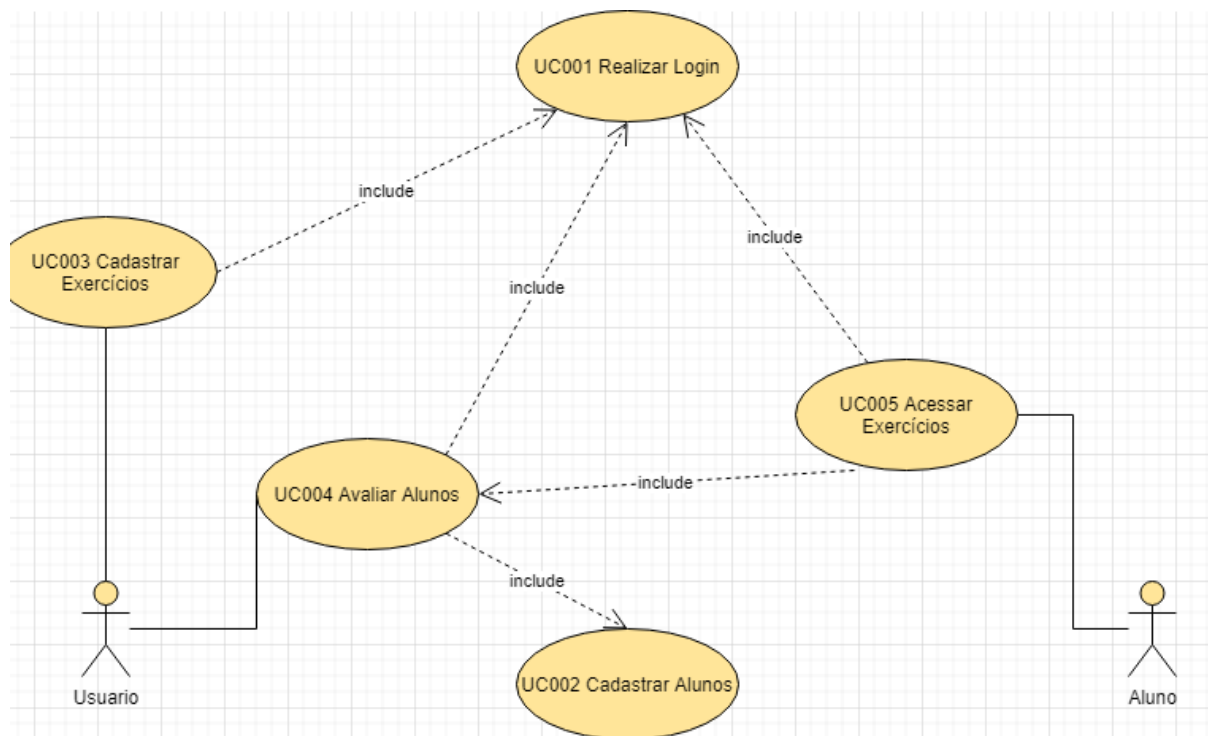 UC001 Realizar Login
include
UC003 Cadastrar
Exercícios
include
include
UC005 Acessar
Exercícios
include
UC004 Avaliar Alunos
include
UC002 Cadastrar Alunos
Usuario
Aluno